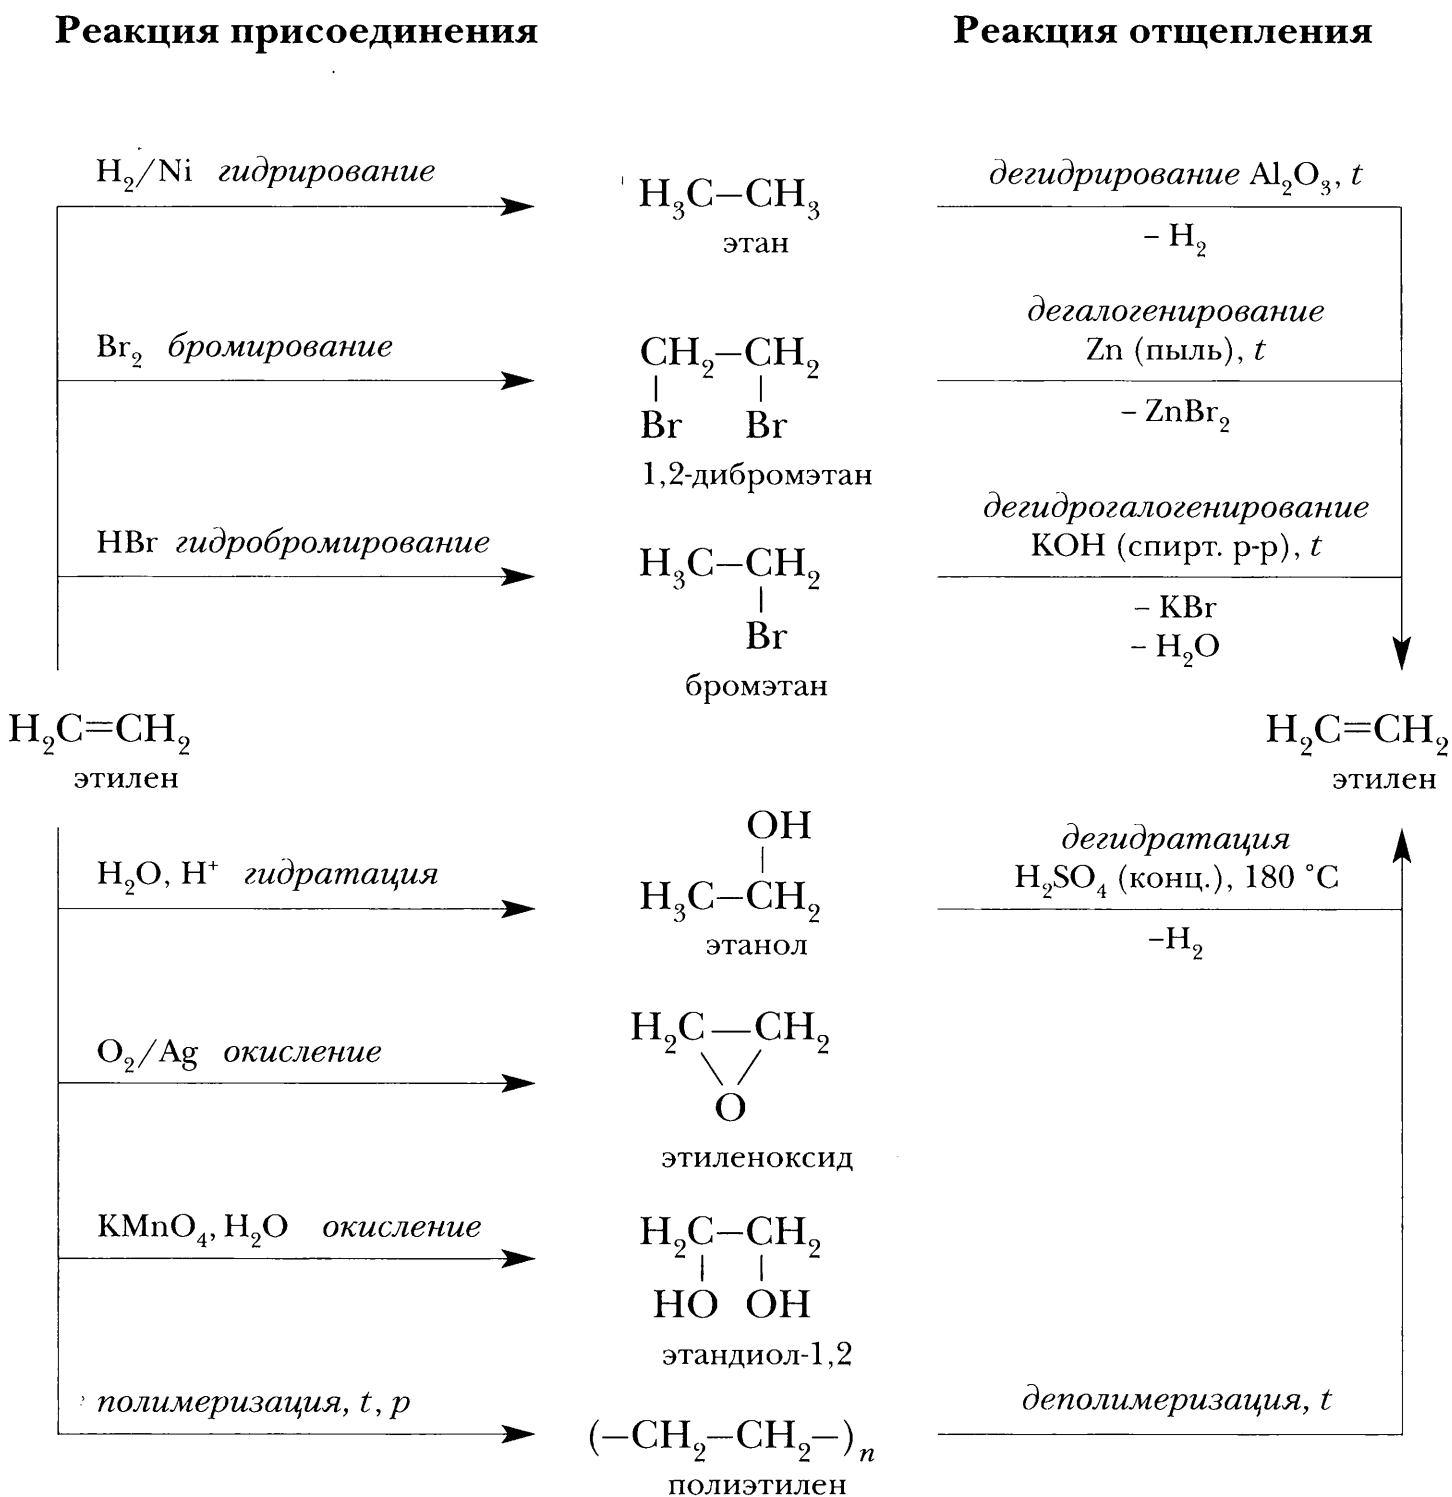 Реакция присоединения
Реакция отщепления
H₂/Ni гидрирование
H₃C–CH₃
этан
дегидрирование Al₂O₃, t
– H₂
Br₂ бромирование
CH₂–CH₂
Br Br
1,2-дибромэтан
дегалогенирование
Zn (пыль), t
– ZnBr₂
HBr гидробромирование
H₃C–CH₂
Br
бромэтан
дегидрогалогенирование
KOH (спирт. р-р), t
– KBr
– H₂O
H₂C=CH₂
этилен
H₂C=CH₂
этилен
H₂O, H⁺ гидратация
OH
H₃C–CH₂
этанол
дегидратация
H₂SO₄ (конц.), 180 °C
–H₂
O₂/Ag окисление
H₂C—CH₂
O
этиленоксид
KMnO₄, H₂O окисление
H₂C–CH₂
HO OH
этандиол-1,2
полимеризация, t, p
(–CH₂–CH₂–)ₙ
полиэтилен
деполимеризация, t